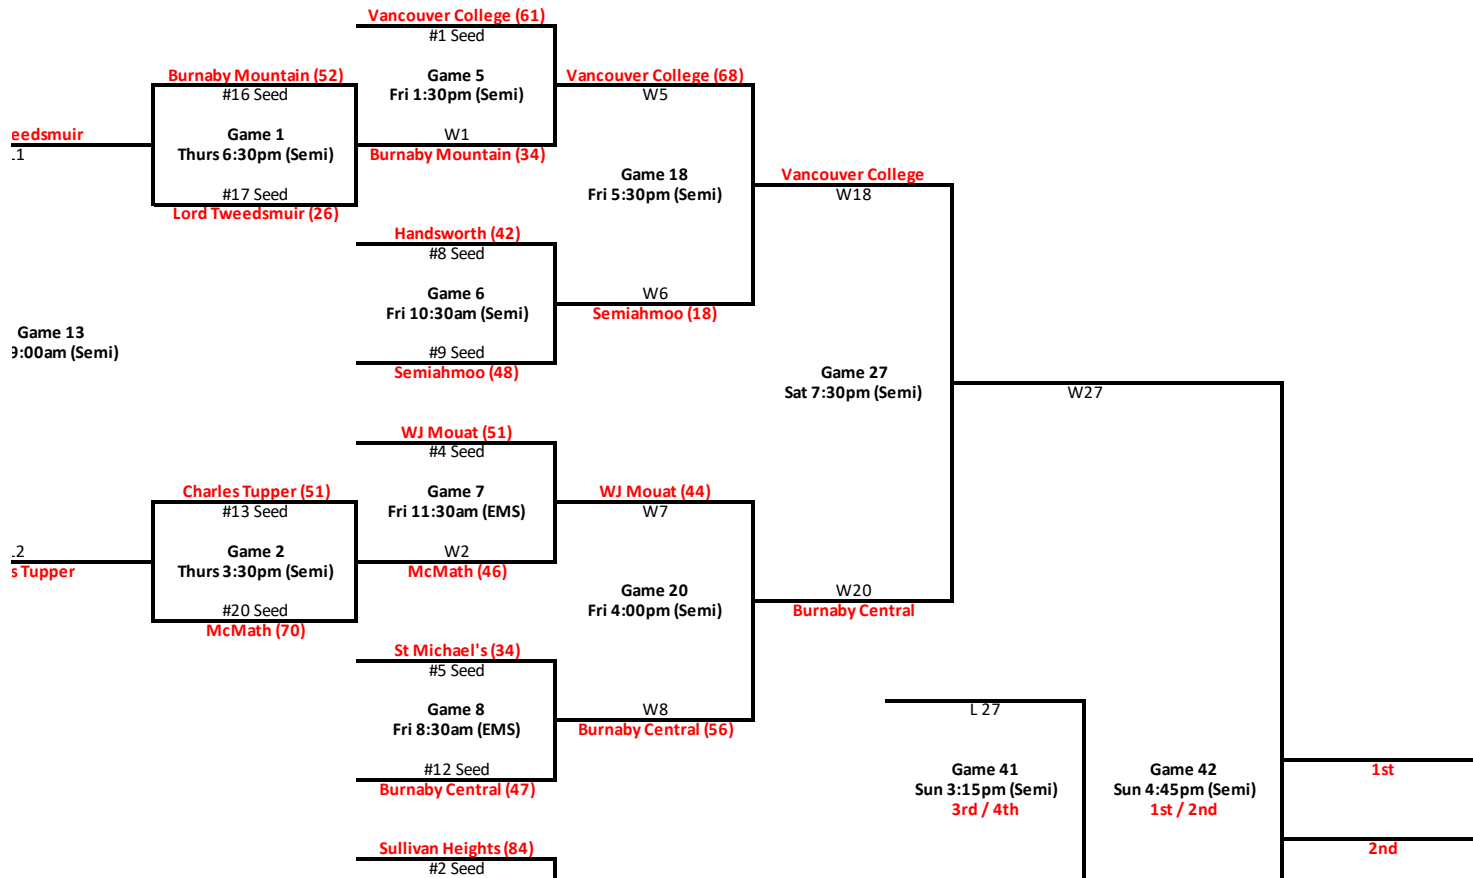 Vancouver College (61)
#1 Seed
Burnaby Mountain (52)
Game 5
Vancouver College (68)
#16 Seed
Fri 1:30pm (Semi)
W5
eedsmuir
Game 1
W1
.1
Thurs 6:30pm (Semi)
Burnaby Mountain (34)
Game 18
Vancouver College
#17 Seed
Fri 5:30pm (Semi)
W18
Lord Tweedsmuir (26)
Handsworth (42)
#8 Seed
Game 6
W6
Fri 10:30am (Semi)
Semiahmoo (18)
Game 13
9:00am (Semi)
#9 Seed
Semiahmoo (48)
Game 27
Sat 7:30pm (Semi)
W27
WJ Mouat (51)
#4 Seed
Charles Tupper (51)
Game 7
WJ Mouat (44)
#13 Seed
Fri 11:30am (EMS)
W7
.2
Game 2
W2
s Tupper
Thurs 3:30pm (Semi)
McMath (46)
Game 20
W20
#20 Seed
Fri 4:00pm (Semi)
Burnaby Central
McMath (70)
St Michael's (34)
#5 Seed
Game 8
W8
L 27
Fri 8:30am (EMS)
Burnaby Central (56)
#12 Seed
Game 41
Game 42
1st
Burnaby Central (47)
Sun 3:15pm (Semi)
Sun 4:45pm (Semi)
3rd / 4th
1st / 2nd
Sullivan Heights (84)
2nd
#2 Seed